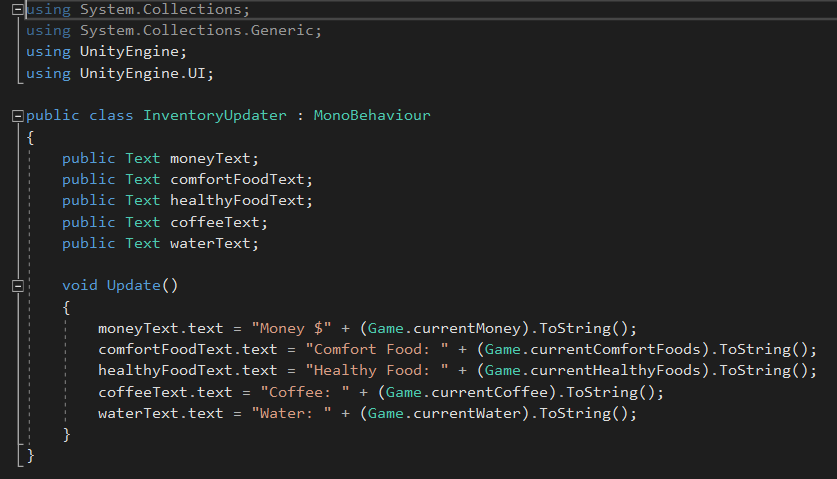 using System.Collections;
using System.Collections.Generic;
using UnityEngine;
using UnityEngine.UI;
public class InventoryUpdater : MonoBehaviour
{
public Text moneyText;
public Text comfortFoodText;
public Text healthyFoodText;
public Text coffeeText;
public Text waterText;
void Update()
{
moneyText.text = "Money $" + (Game.currentMoney).ToString();
comfortFoodText.text = "Comfort Food: " + (Game.currentComfortFoods).ToString();
healthyFoodText.text = "Healthy Food: " + (Game.currentHealthyFoods).ToString();
coffeeText.text = "Coffee: " + (Game.currentCoffee).ToString();
waterText.text = "Water: " + (Game.currentWater).ToString();
}
}